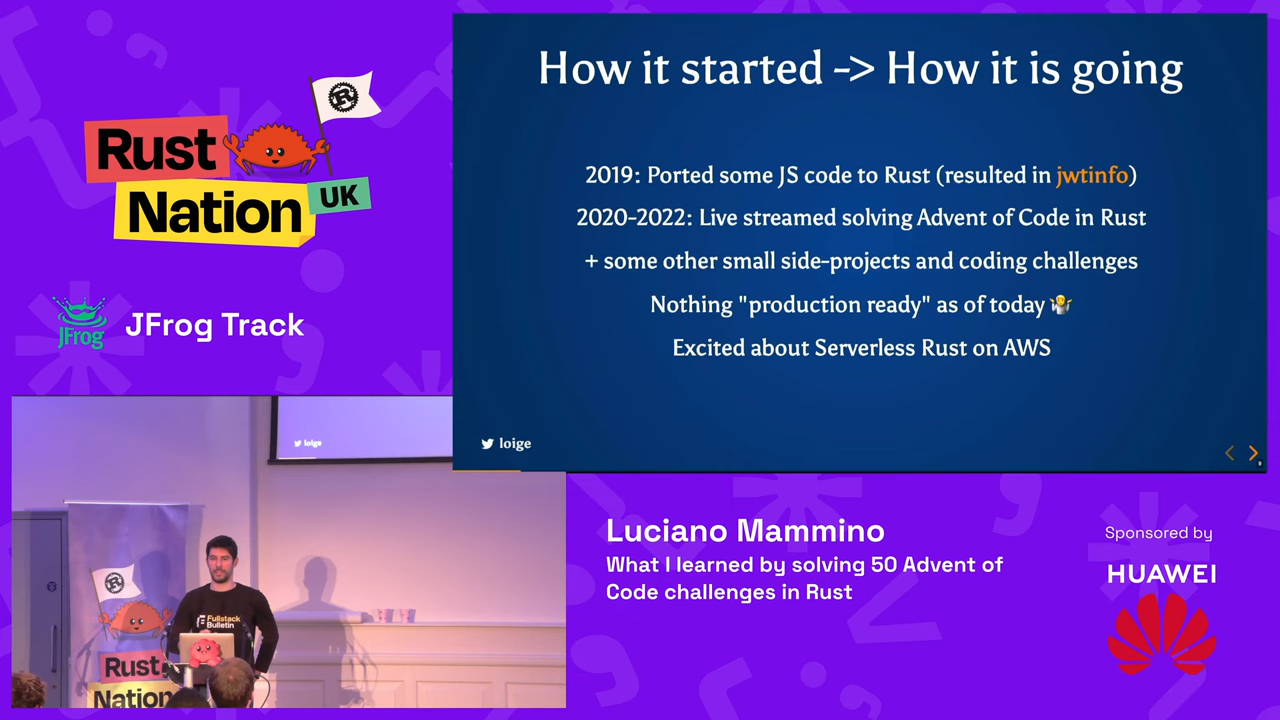 Rust
Nation
UK
JFrog
JFrog Track
How it started -> How it is going
2019: Ported some JS code to Rust (resulted in jwtinfo)
2020-2022: Live streamed solving Advent of Code in Rust
+ some other small side-projects and coding challenges
Nothing "production ready" as of today 🤷
Excited about Serverless Rust on AWS
loige
loige
Fullstack
Bulletin
Rust
Nation
Luciano Mammino
What I learned by solving 50 Advent of
Code challenges in Rust
Sponsored by
HUAWEI